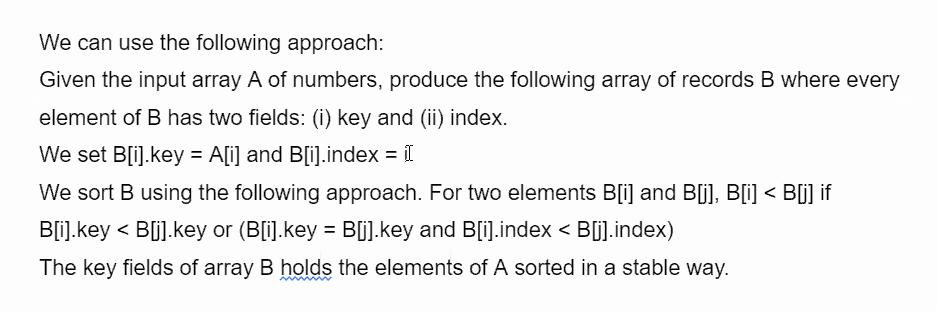 We can use the following approach:
Given the input array A of numbers, produce the following array of records B where every
element of B has two fields: (i) key and (ii) index.
We set B[i].key = A[i] and B[i].index = i
We sort B using the following approach. For two elements B[i] and B[j], B[i] < B[j] if
B[i].key < B[j].key or (B[i].key = B[j].key and B[i].index < B[j].index)
The key fields of array B holds the elements of A sorted in a stable way.